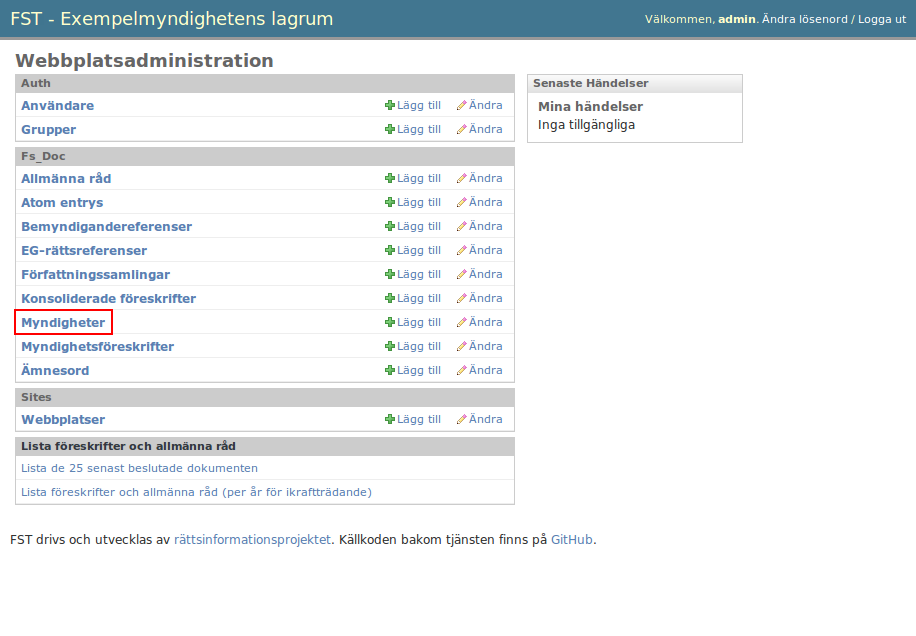 FST - Exempelmyndighetens lagrum
Välkommen, admin. Ändra lösenord / Logga ut
Webbplatsadministration
Auth
Användare Lägg till Ändra
Grupper Lägg till Ändra
Fs_Doc
Allmänna råd Lägg till Ändra
Atom entrys Lägg till Ändra
Bemyndigandereferenser Lägg till Ändra
EG-rättsreferenser Lägg till Ändra
Författningssamlingar Lägg till Ändra
Konsoliderade föreskrifter Lägg till Ändra
Myndigheter Lägg till Ändra
Myndighetsföreskrifter Lägg till Ändra
Ämnesord Lägg till Ändra
Sites
Webbplatser Lägg till Ändra
Lista föreskrifter och allmänna råd
Lista de 25 senast beslutade dokumenten
Lista föreskrifter och allmänna råd (per år för ikraftträdande)
Senaste Händelser
Mina händelser
Inga tillgängliga
FST drivs och utvecklas av rättsinformationsprojektet. Källkoden bakom tjänsten finns på GitHub.